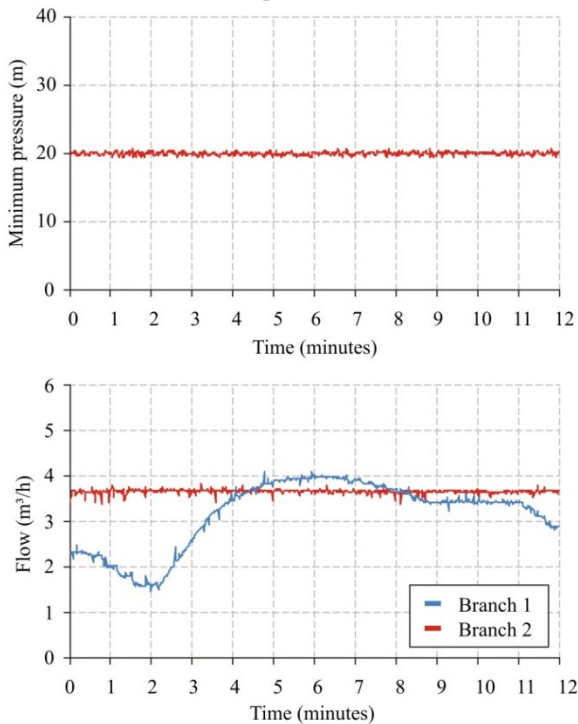 40
30
20
10
0
Minimum pressure (m)
0 1 2 3 4 5 6 7 8 9 10 11 12
Time (minutes)
6
5
4
3
2
1
0
Flow (m³/h)
Branch 1
Branch 2
0 1 2 3 4 5 6 7 8 9 10 11 12
Time (minutes)